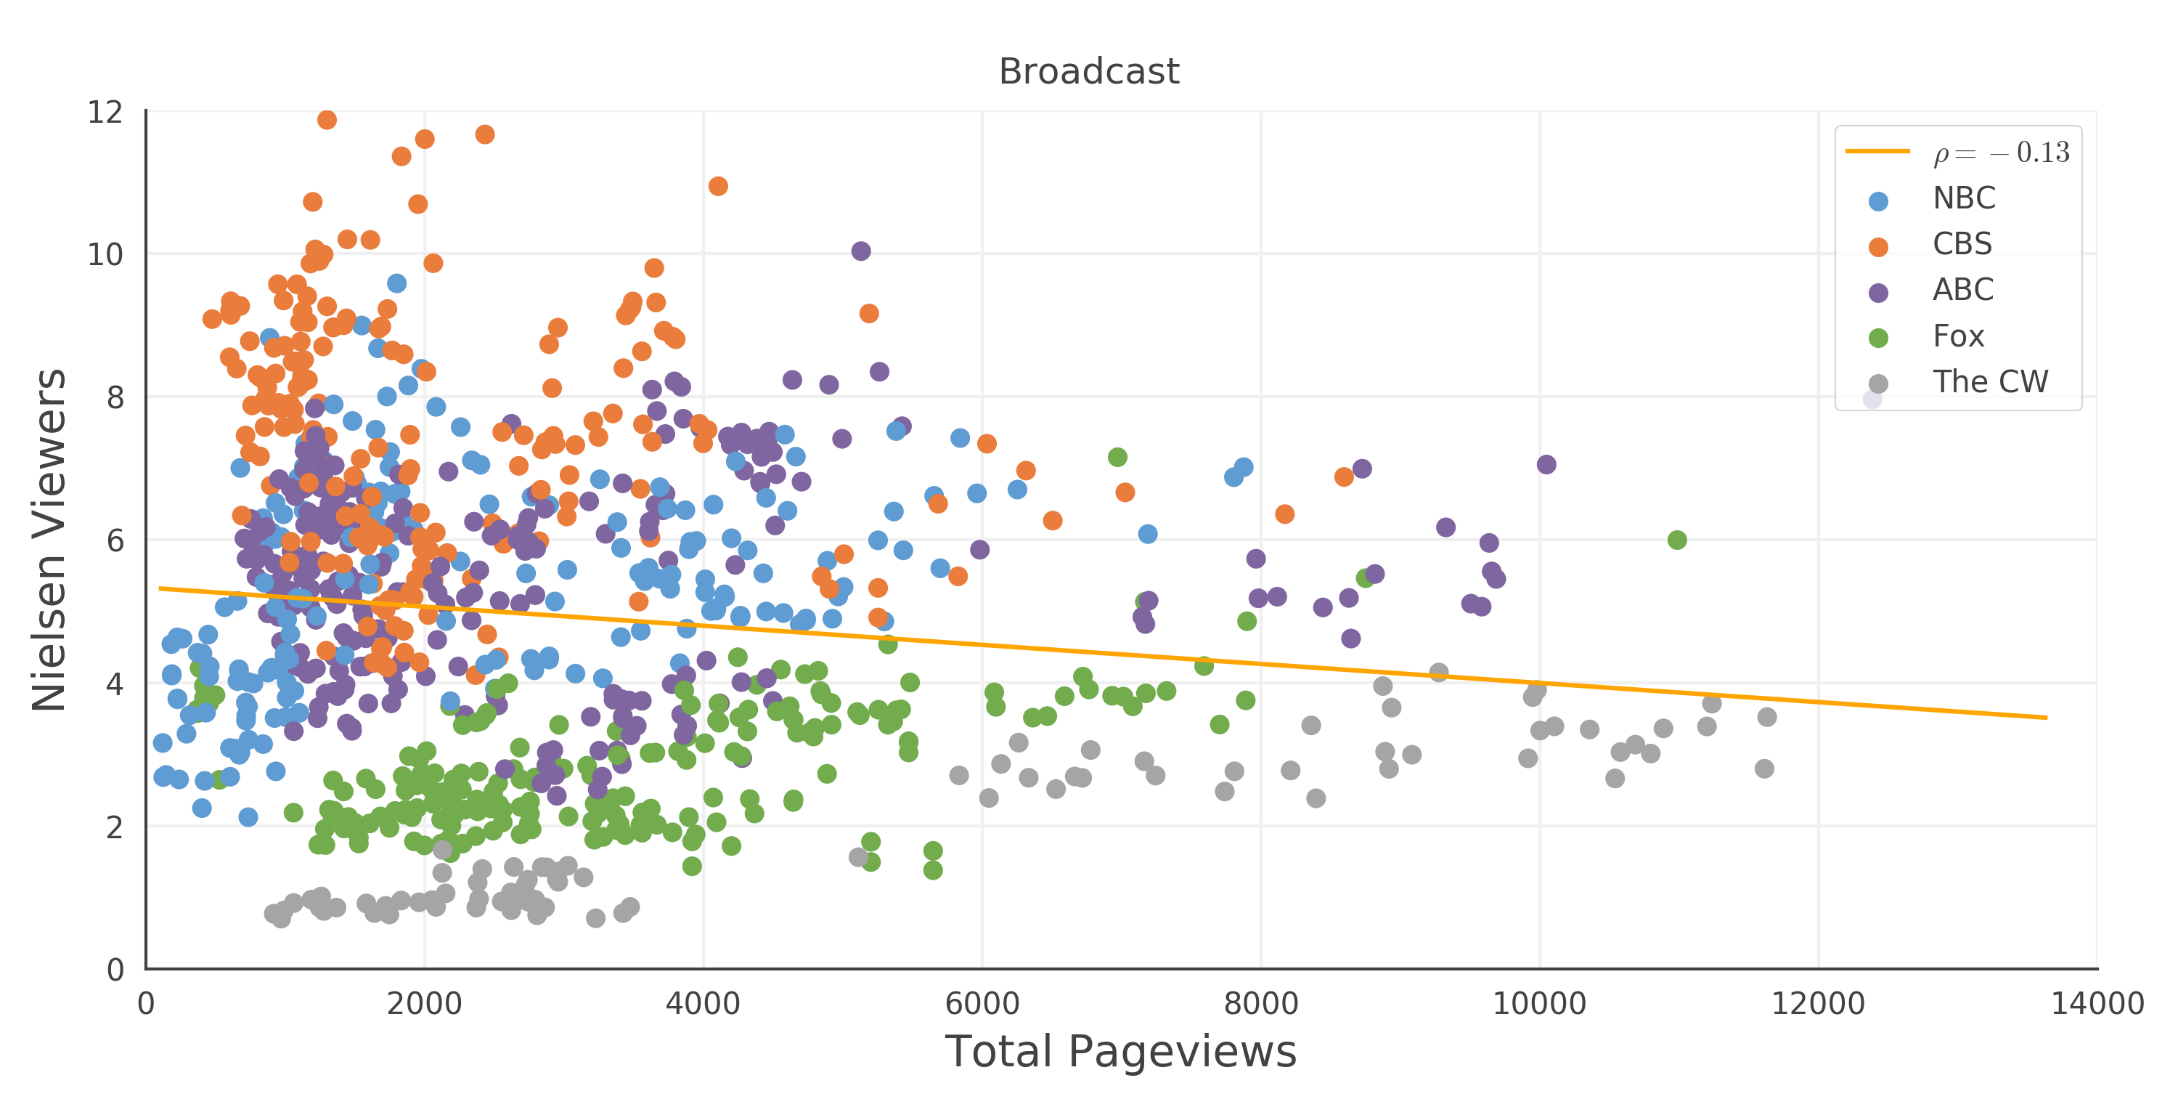 Broadcast
12
10
8
6
4
2
0
Nielsen Viewers
ρ = − 0.13
NBC
CBS
ABC
Fox
The CW
0 2000 4000 6000 8000 10000 12000 14000
Total Pageviews